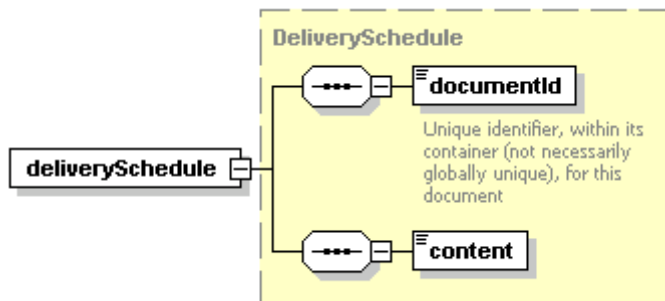 DeliverySchedule
documentId
Unique identifier, within its
container (not necessarily
globally unique), for this
document
deliverySchedule
content